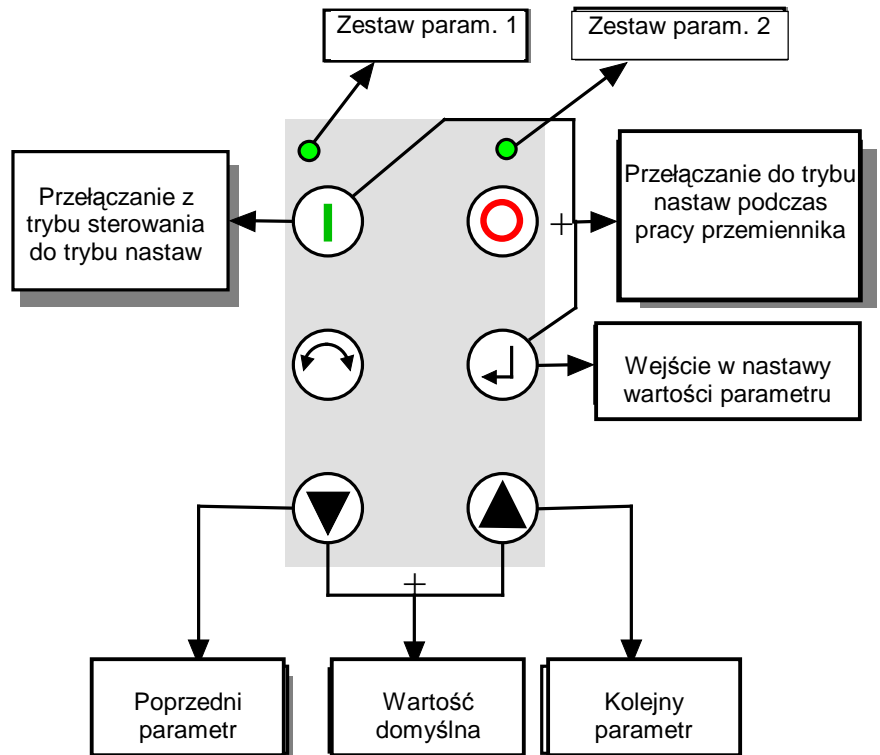 Zestaw param. 1
Zestaw param. 2
Przełączanie z
trybu sterowania
do trybu nastaw
Przełączanie do trybu
nastaw podczas
pracy przemiennika
+
Wejście w nastawy
wartości parametru
+
Poprzedni
parametr
Wartość
domyślna
Kolejny
parametr